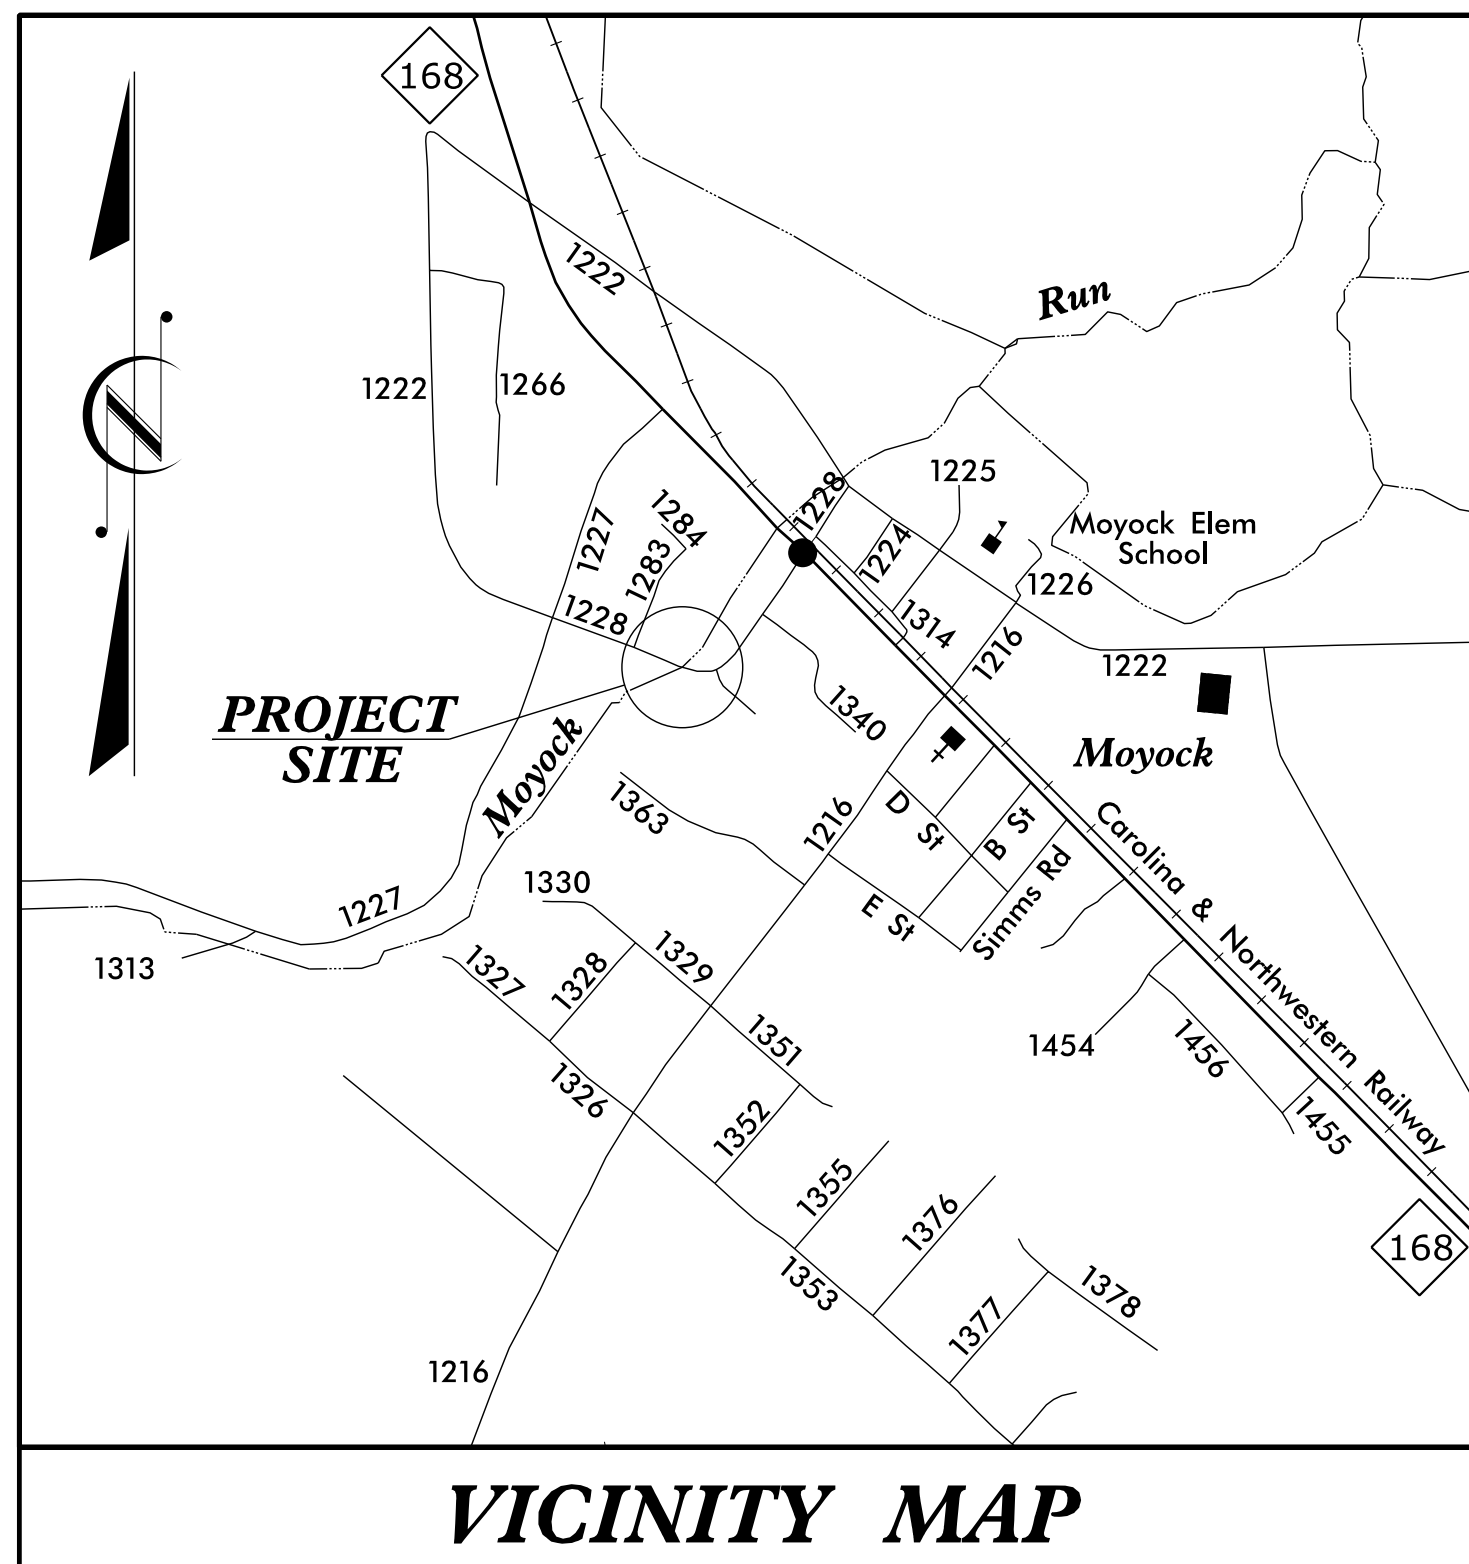 168
1222
Run
1222
1266
1225
1228
1284
1227
1283
1224
Moyock Elem
School
1226
1228
1314
1216
1222
PROJECT
SITE
1340
Moyock
Moyock
1363
1216
D St
B St
Carolina & Northwestern Railway
Simms Rd
E St
1330
1227
1313
1327
1328
1329
1351
1454
1456
1326
1352
1455
1355
1376
168
1353
1378
1377
1216
N
VICINITY MAP